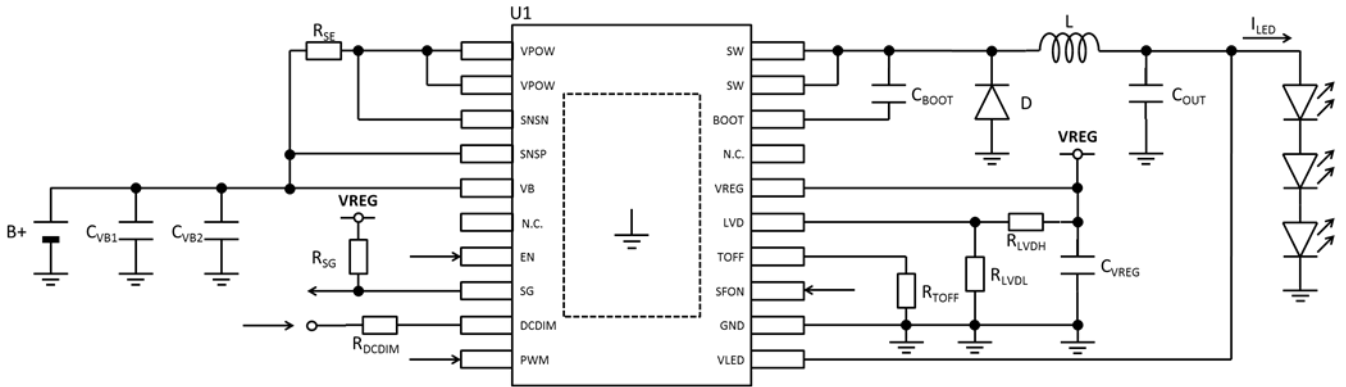 U1
R_SE
VPOW
VPOW
SNSN
SNSP
VB
N.C.
EN
SG
DCDIM
PWM
B+
C_VB1
C_VB2
VREG
R_SG
R_DCDIM
SW
SW
BOOT
N.C.
VREG
LVD
TOFF
SFON
GND
VLED
C_BOOT
D
L
C_OUT
I_LED
VREG
R_LVDH
R_LVDL
R_TOFF
C_VREG